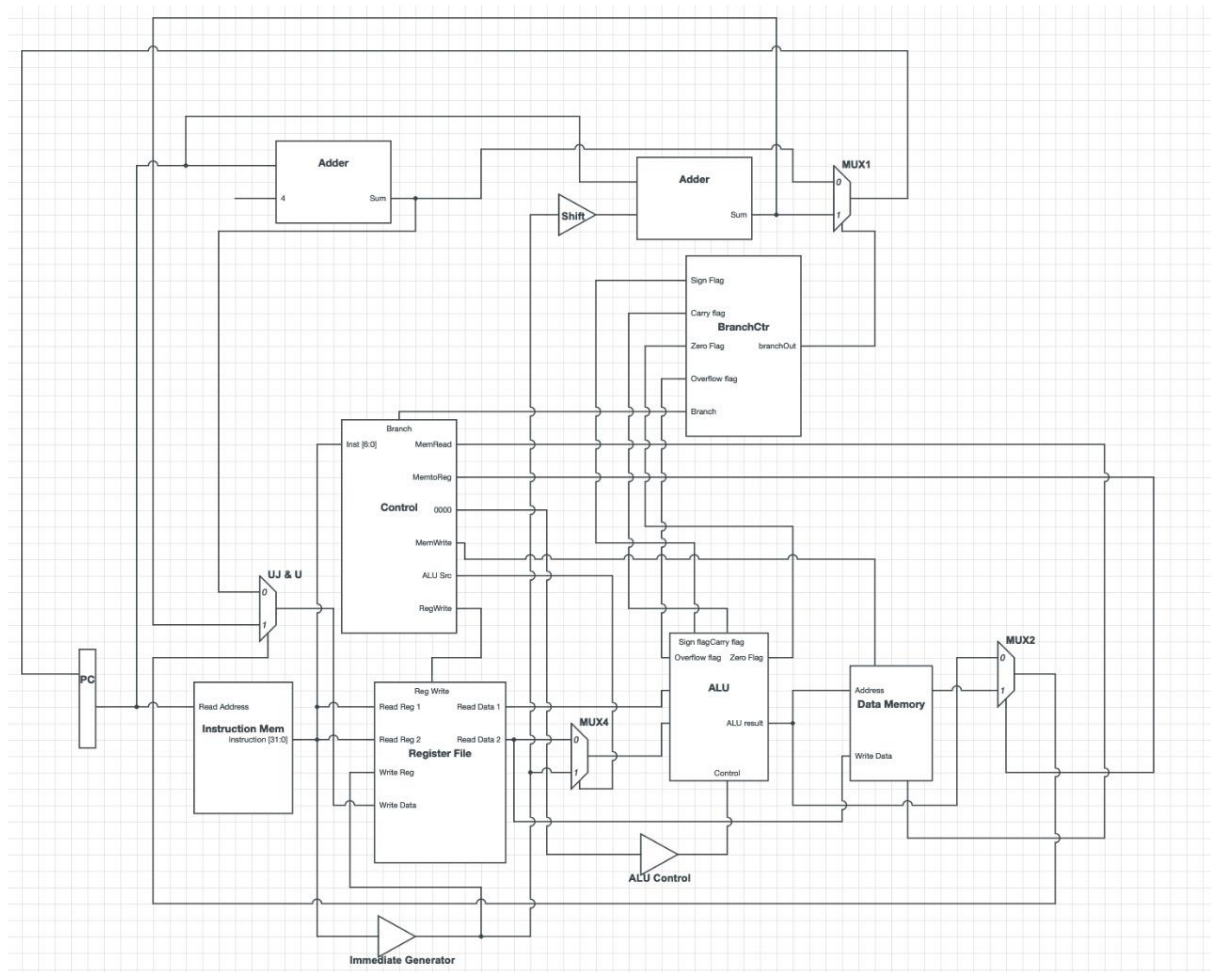 Adder
4
Sum
Shift
Adder
Sum
MUX1
0
1
Sign Flag
Carry flag
BranchCtr
Zero Flag
branchOut
Overflow flag
Branch
Branch
Inst [6:0]
MemRead
MemtoReg
Control
0000
MemWrite
ALU Src
RegWrite
UJ & U
0
1
PC
Read Address
Instruction Mem
Instruction [31:0]
Reg Write
Read Reg 1
Read Data 1
Read Reg 2
Read Data 2
Register File
Write Reg
Write Data
MUX4
0
1
Sign flagCarry flag
Overflow flag
Zero Flag
ALU
ALU result
Control
Address
Data Memory
Write Data
MUX2
0
1
ALU Control
Immediate Generator